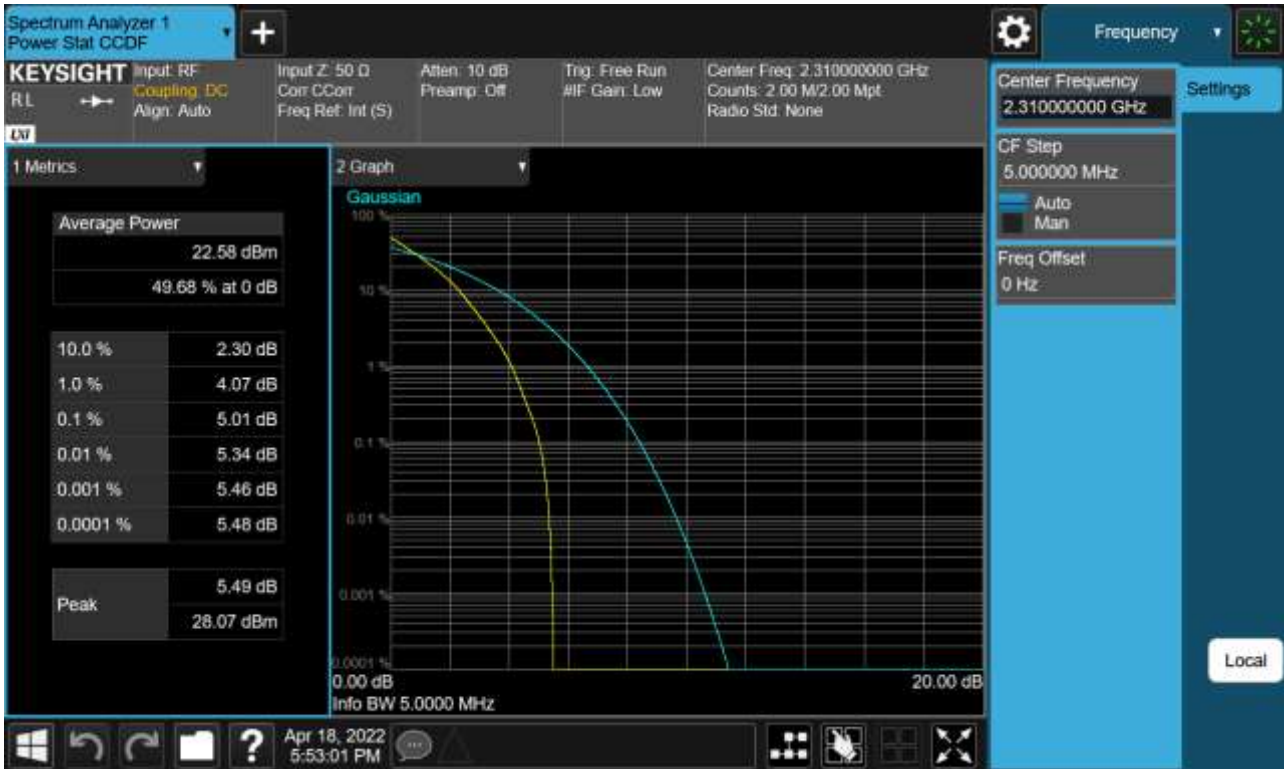 Spectrum Analyzer 1
Power Stat CCDF
+
Frequency
KEYSIGHT
RL
LXI
Input: RF
Coupling: DC
Align: Auto
Input Z: 50 Ω
Corr CCorr
Freq Ref: Int (S)
Atten: 10 dB
Preamp: Off
Trig: Free Run
#IF Gain: Low
Center Freq: 2.310000000 GHz
Counts: 2.00 M/2.00 Mpt
Radio Std: None
Center Frequency
2.310000000 GHz
Settings
CF Step
5.000000 MHz
Auto
Man
Freq Offset
0 Hz
1 Metrics
Average Power
22.58 dBm
49.68 % at 0 dB
10.0 % 2.30 dB
1.0 % 4.07 dB
0.1 % 5.01 dB
0.01 % 5.34 dB
0.001 % 5.46 dB
0.0001 % 5.48 dB
Peak
5.49 dB
28.07 dBm
2 Graph
Gaussian
100 %
10 %
1 %
0.1 %
0.01 %
0.001 %
0.0001 %
0.00 dB 20.00 dB
Info BW 5.0000 MHz
Local
?
Apr 18, 2022
5:53:01 PM